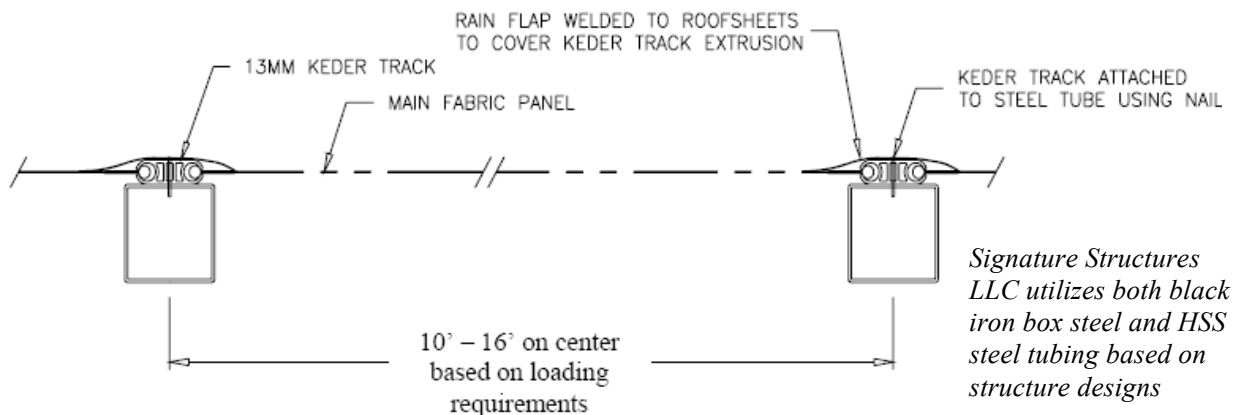 RAIN FLAP WELDED TO ROOFSHEETS
TO COVER KEDER TRACK EXTRUSION
13MM KEDER TRACK
MAIN FABRIC PANEL
KEDER TRACK ATTACHED
TO STEEL TUBE USING NAIL
Signature Structures
LLC utilizes both black
iron box steel and HSS
steel tubing based on
structure designs
10’ – 16’ on center
based on loading
requirements